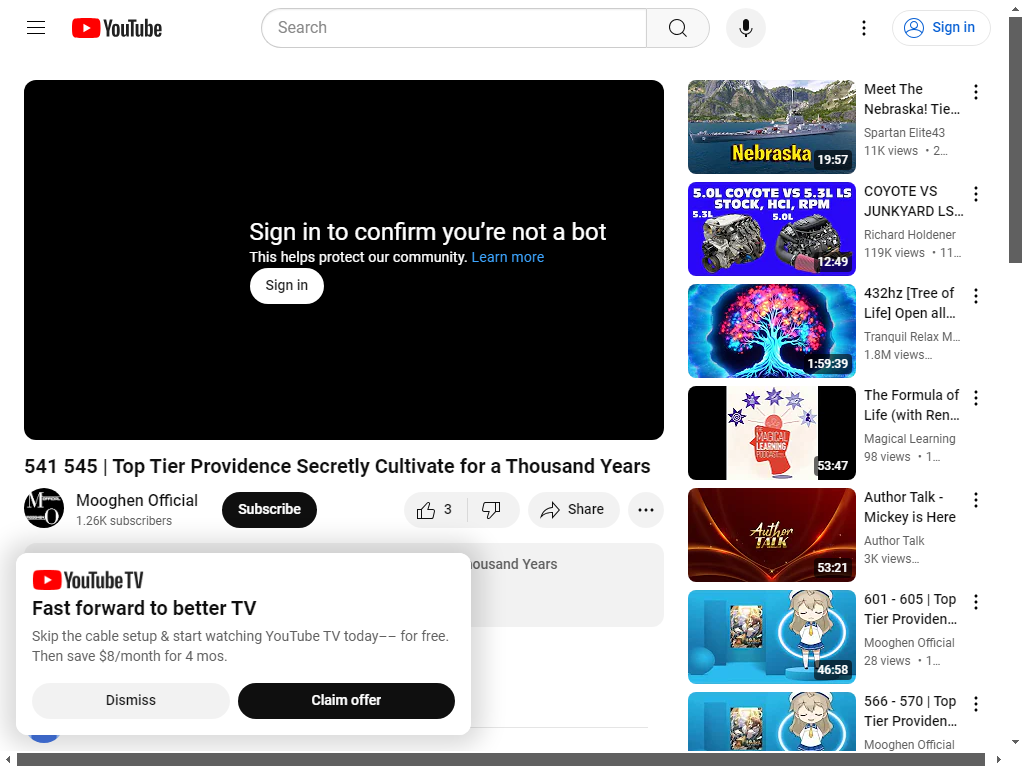 YouTube
Search
Sign in
Sign in to confirm you're not a bot
This helps protect our community. Learn more
Sign in
541 545 | Top Tier Providence Secretly Cultivate for a Thousand Years
Mooghen Official
1.26K subscribers
Subscribe
3
Share
ousand Years
YouTube TV
Fast forward to better TV
Skip the cable setup & start watching YouTube TV today–– for free.
Then save $8/month for 4 mos.
Dismiss
Claim offer
Nebraska
19:57
Meet The
Nebraska! Tie…
Spartan Elite43
11K views • 2…
5.0L COYOTE VS 5.3L LS
STOCK, HCI, RPM
5.3L
5.0L
12:49
COYOTE VS
JUNKYARD LS…
Richard Holdener
119K views • 11…
1:59:39
432hz [Tree of
Life] Open all…
Tranquil Relax M…
1.8M views…
MAGICAL
LEARNING
PODCAST
53:47
The Formula of
Life (with Ren…
Magical Learning
98 views • 1…
Author
TALK
53:21
Author Talk -
Mickey is Here
Author Talk
3K views…
46:58
601 - 605 | Top
Tier Providen…
Mooghen Official
28 views • 1…
566 - 570 | Top
Tier Providen…
Mooghen Official